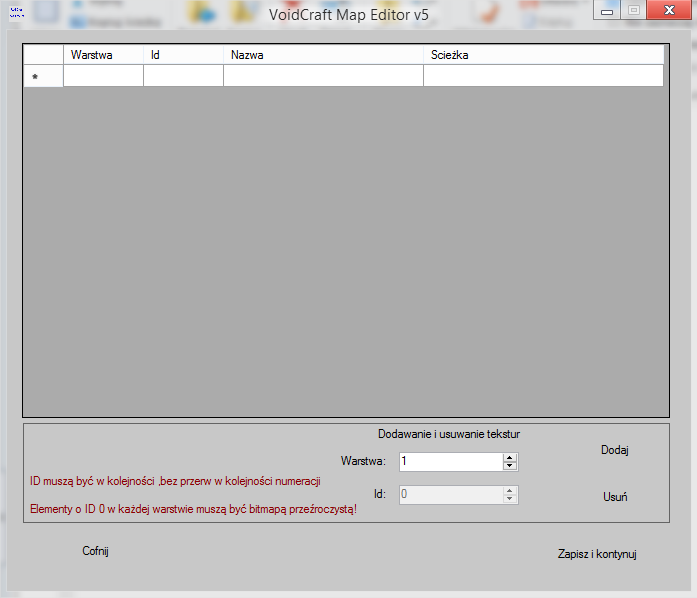 VoidCraft Map Editor v5
Warstwa Id Nazwa Scieżka
*
Dodawanie i usuwanie tekstur
Warstwa: 1
Dodaj
ID muszą być w kolejności ,bez przerw w kolejności numeracji
Id: 0
Usuń
Elementy o ID 0 w każdej warstwie muszą być bitmapą przeźroczystą!
Cofnij
Zapisz i kontynuj